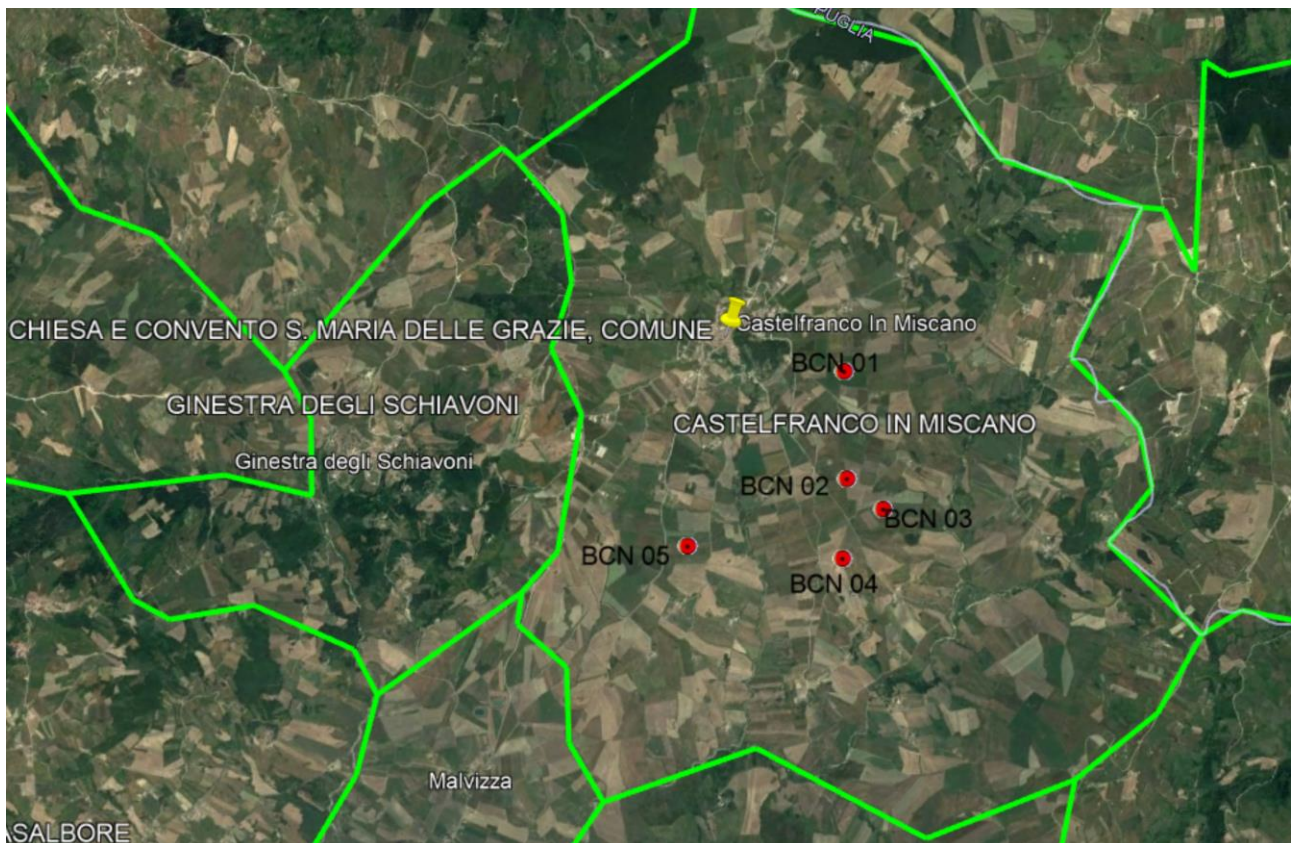 PUGLIA
CHIESA E CONVENTO S. MARIA DELLE GRAZIE, COMUNE
Castelfranco In Miscano
BCN 01
GINESTRA DEGLI SCHIAVONI
CASTELFRANCO IN MISCANO
Ginestra degli Schiavoni
BCN 02
BCN 03
BCN 05
BCN 04
Malvizza
ASALBORE